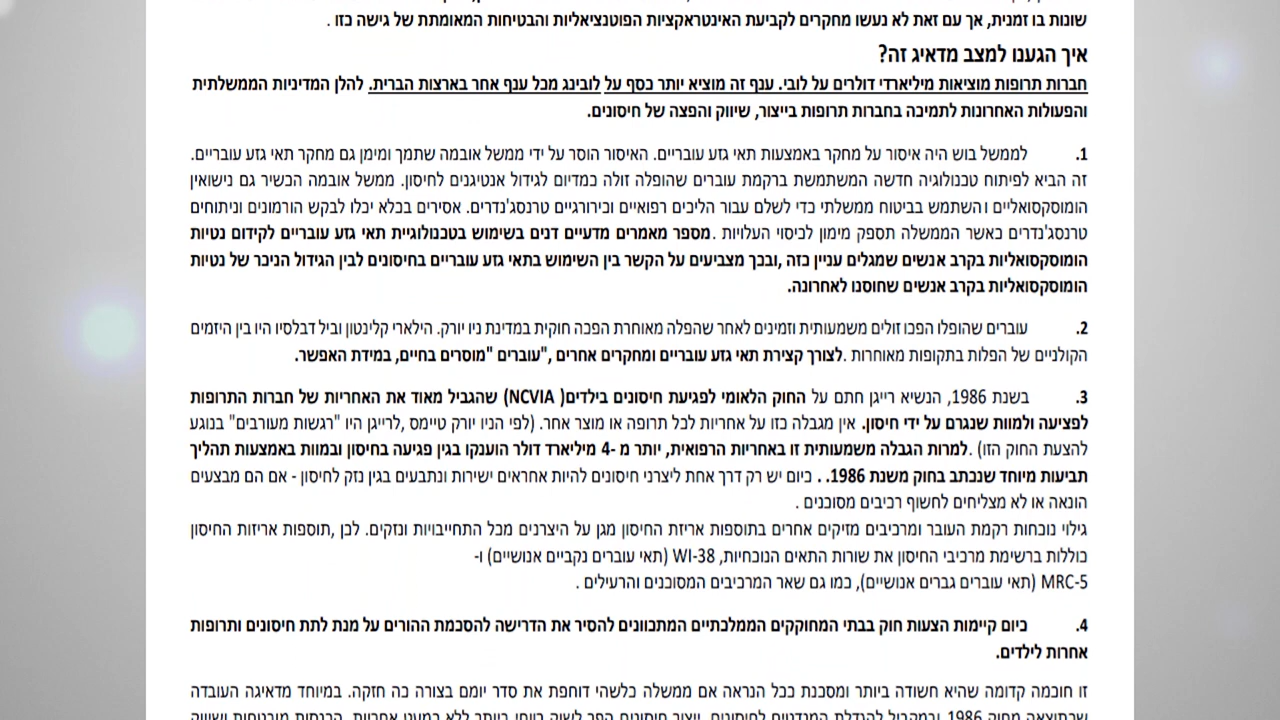 שונות בו זמנית, אך עם זאת לא נעשו מחקרים לקביעת האינטראקציות הפוטנציאליות והבטיחות המאומתת של גישה כזו .
איך הגענו למצב מדאיג זה?
חברות תרופות מוציאות מיליארדי דולרים על לובי. ענף זה מוציא יותר כסף על לובינג מכל ענף אחר בארצות הברית. להלן המדיניות הממשלתית
והפעולות האחרונות לתמיכה בחברות תרופות בייצור, שיווק והפצה של חיסונים.
1. לממשל בוש היה איסור על מחקר באמצעות תאי גזע עובריים. האיסור הוסר על ידי ממשל אובמה שתמך ומימן גם מחקר תאי גזע עובריים.
זה הביא לפיתוח טכנולוגיה חדשה המשתמשת ברקמת עוברים שהופלה זולה כמדיום לגידול אנטיגנים לחיסון. ממשל אובמה הכשיר גם נישואין
הומוסקסואליים והשתמש בביטוח ממשלתי כדי לשלם עבור הליכים רפואיים וכירורגיים טרנסג'נדרים. אסירים בכלא יכלו לבקש הורמונים וניתוחים
טרנסג'נדרים כאשר הממשלה תספק מימון לכיסוי העלויות .מספר מאמרים מדעיים דנים בשימוש בטכנולוגיית תאי גזע עובריים לקידום נטיות
הומוסקסואליות בקרב אנשים שמגלים עניין כזה ,ובכך מצביעים על הקשר בין השימוש בתאי גזע עובריים בחיסונים לבין הגידול הניכר של נטיות
הומוסקסואליות בקרב אנשים שחוסנו לאחרונה.
2. עוברים שהופלו הפכו זולים משמעותית וזמינים לאחר שהפלה מאוחרת הפכה חוקית במדינת ניו יורק. הילארי קלינטון וביל דבלסיו היו בין היזמים
הקולניים של הפלות בתקופות מאוחרות .לצורך קצירת תאי גזע עובריים ומחקרים אחרים ,"עוברים "מוסרים בחיים, במידת האפשר.
3. בשנת 1986, הנשיא רייגן חתם על החוק הלאומי לפגיעת חיסונים בילדים( NCVIA) שהגביל מאוד את האחריות של חברות התרופות
לפציעה ולמוות שנגרם על ידי חיסון. אין מגבלה כזו על אחריות לכל תרופה או מוצר אחר. (לפי הניו יורק טיימס ,לרייגן היו "רגשות מעורבים" בנוגע
להצעת החוק הזו) .למרות הגבלה משמעותית זו באחריות הרפואית, יותר מ -4 מיליארד דולר הוענקו בגין פגיעה בחיסון ובמוות באמצעות תהליך
תביעות מיוחד שנכתב בחוק משנת 1986. . כיום יש רק דרך אחת ליצרני חיסונים להיות אחראים ישירות ונתבעים בגין נזק לחיסון - אם הם מבצעים
הונאה או לא מצליחים לחשוף רכיבים מסוכנים .
גילוי נוכחות רקמת העובר ומרכיבים מזיקים אחרים בתוספות אריזת החיסון מגן על היצרנים מכל התחייבויות ונזקים. לכן ,תוספות אריזות החיסון
כוללות ברשימת מרכיבי החיסון את שורות התאים הנוכחיות, WI-38 (תאי עוברים נקביים אנושיים) ו-
MRC-5 (תאי עוברים גברים אנושיים), כמו גם שאר המרכיבים המסוכנים והרעילים .
4. כיום קיימות הצעות חוק בבתי המחוקקים הממלכתיים המתכוונים להסיר את הדרישה להסכמת ההורים על מנת לתת חיסונים ותרופות
אחרות לילדים.
זו חוכמה קדומה שהיא חשודה ביותר ומסכנת ככל הנראה אם ממשלה כלשהי דוחפת את סדר יומם בצורה כה חזקה. במיוחד מדאיגה העובדה